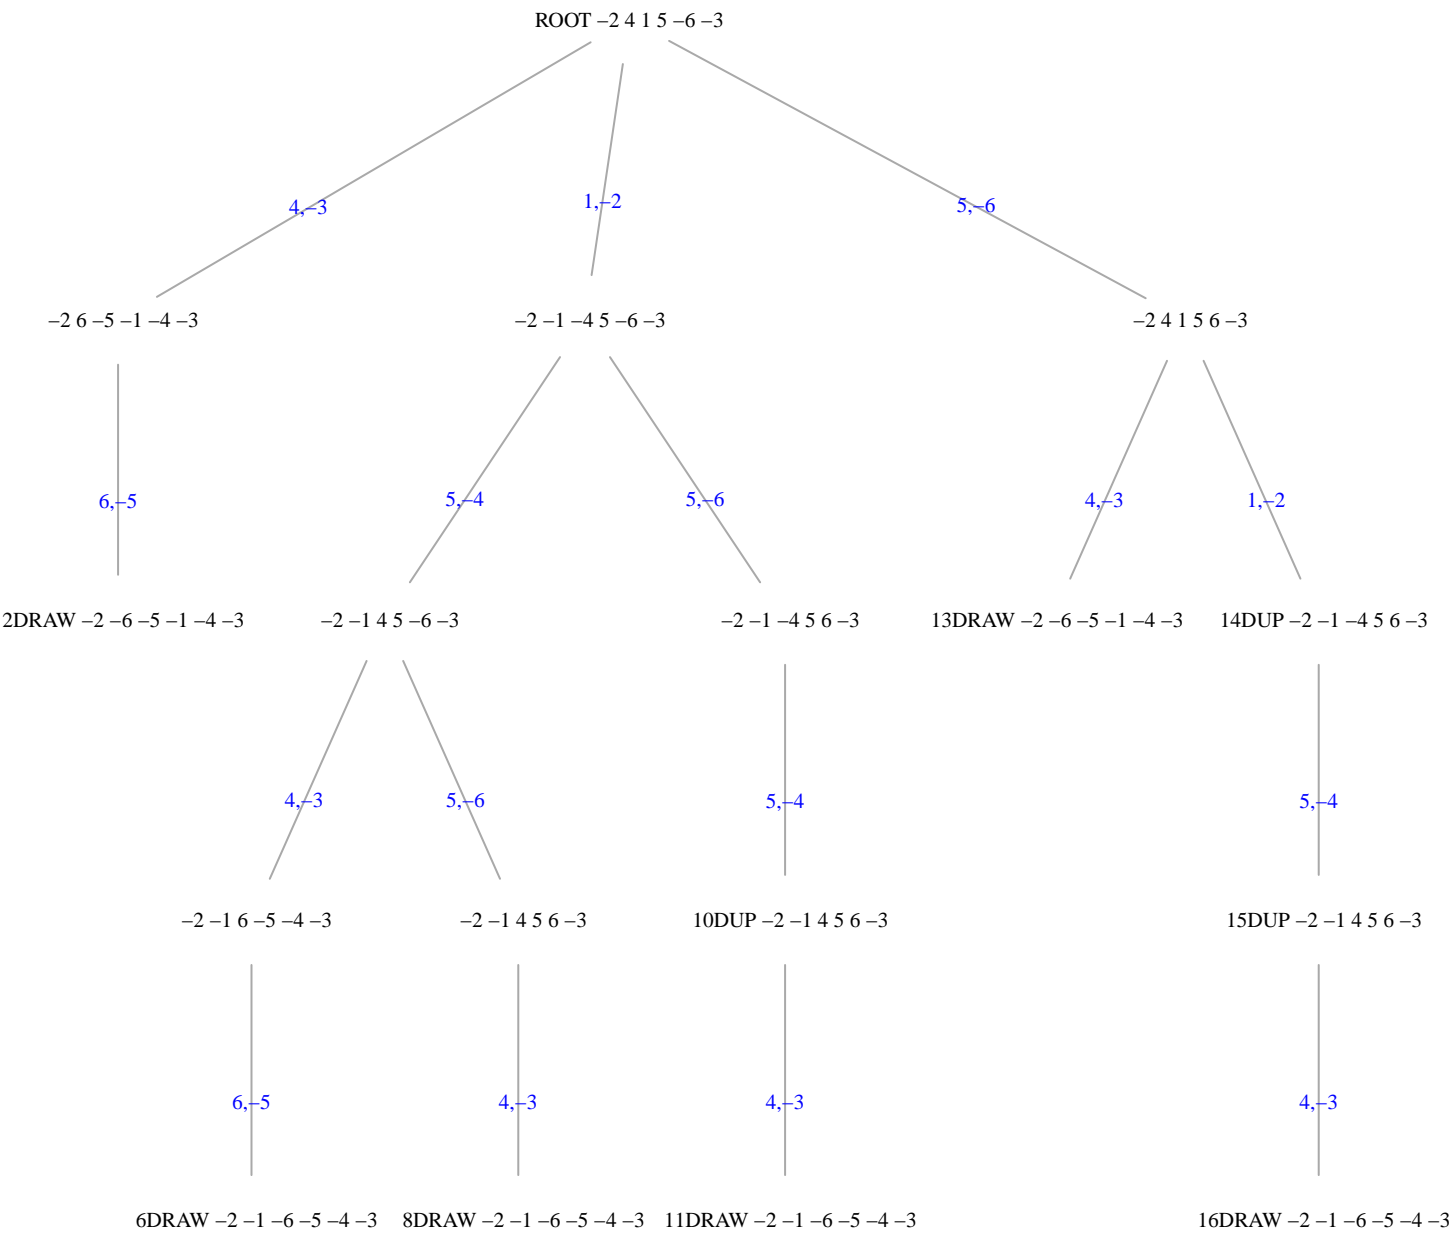 ROOT –2 4 1 5 –6 –3
4,–3
1,–2
5,–6
–2 6 –5 –1 –4 –3
–2 –1 –4 5 –6 –3
–2 4 1 5 6 –3
6,–5
5,–4
5,–6
4,–3
1,–2
2DRAW –2 –6 –5 –1 –4 –3
–2 –1 4 5 –6 –3
–2 –1 –4 5 6 –3
13DRAW –2 –6 –5 –1 –4 –3
14DUP –2 –1 –4 5 6 –3
4,–3
5,–6
5,–4
5,–4
–2 –1 6 –5 –4 –3
–2 –1 4 5 6 –3
10DUP –2 –1 4 5 6 –3
15DUP –2 –1 4 5 6 –3
6,–5
4,–3
4,–3
4,–3
6DRAW –2 –1 –6 –5 –4 –3
8DRAW –2 –1 –6 –5 –4 –3
11DRAW –2 –1 –6 –5 –4 –3
16DRAW –2 –1 –6 –5 –4 –3